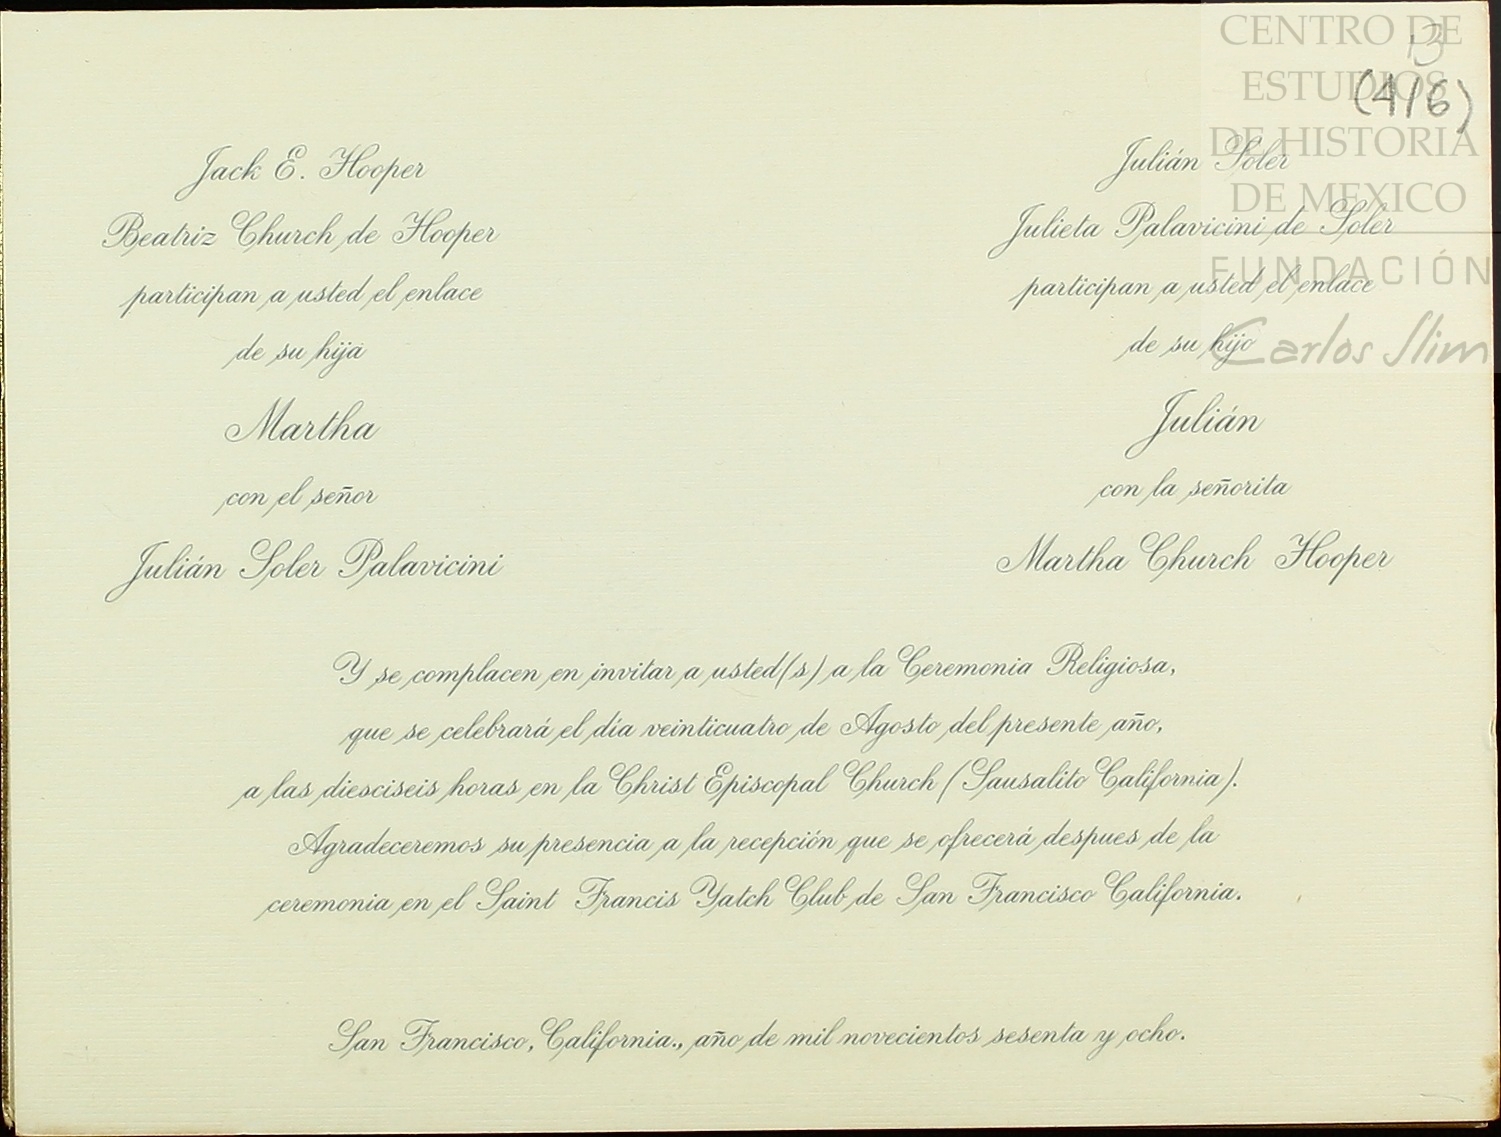 CENTRO DE
ESTUDIOS
DE HISTORIA
DE MEXICO
FUNDACIÓN
Carlos Slim
13
(4/6)
Jack E. Hooper
Beatriz Church de Hooper
participan a usted el enlace
de su hija
Martha
con el señor
Julián Soler Palavicini
Julián Soler
Julieta Palavicini de Soler
participan a usted el enlace
de su hijo
Julián
con la señorita
Martha Church Hooper
Y se complacen en invitar a usted(s) a la Ceremonia Religiosa,
que se celebrará el día veinticuatro de Agosto del presente año,
a las diesciseis horas en la Christ Episcopal Church (Sausalito California).
Agradeceremos su presencia a la recepción que se ofrecerá despues de la
ceremonia en el Saint Francis Yatch Club de San Francisco California.
San Francisco, California., año de mil novecientos sesenta y ocho.